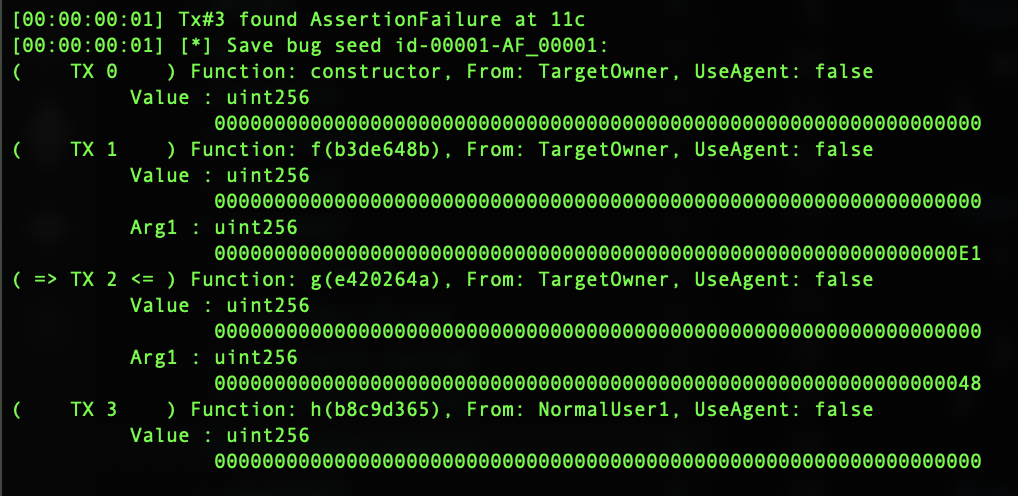 [00:00:00:01] Tx#3 found AssertionFailure at 11c
[00:00:00:01] [*] Save bug seed id-00001-AF_00001:
(    TX 0    ) Function: constructor, From: TargetOwner, UseAgent: false
Value : uint256
0000000000000000000000000000000000000000000000000000000000000000
(    TX 1    ) Function: f(b3de648b), From: TargetOwner, UseAgent: false
Value : uint256
0000000000000000000000000000000000000000000000000000000000000000
Arg1 : uint256
00000000000000000000000000000000000000000000000000000000000000E1
( => TX 2 <= ) Function: g(e420264a), From: TargetOwner, UseAgent: false
Value : uint256
0000000000000000000000000000000000000000000000000000000000000000
Arg1 : uint256
0000000000000000000000000000000000000000000000000000000000000048
(    TX 3    ) Function: h(b8c9d365), From: NormalUser1, UseAgent: false
Value : uint256
0000000000000000000000000000000000000000000000000000000000000000